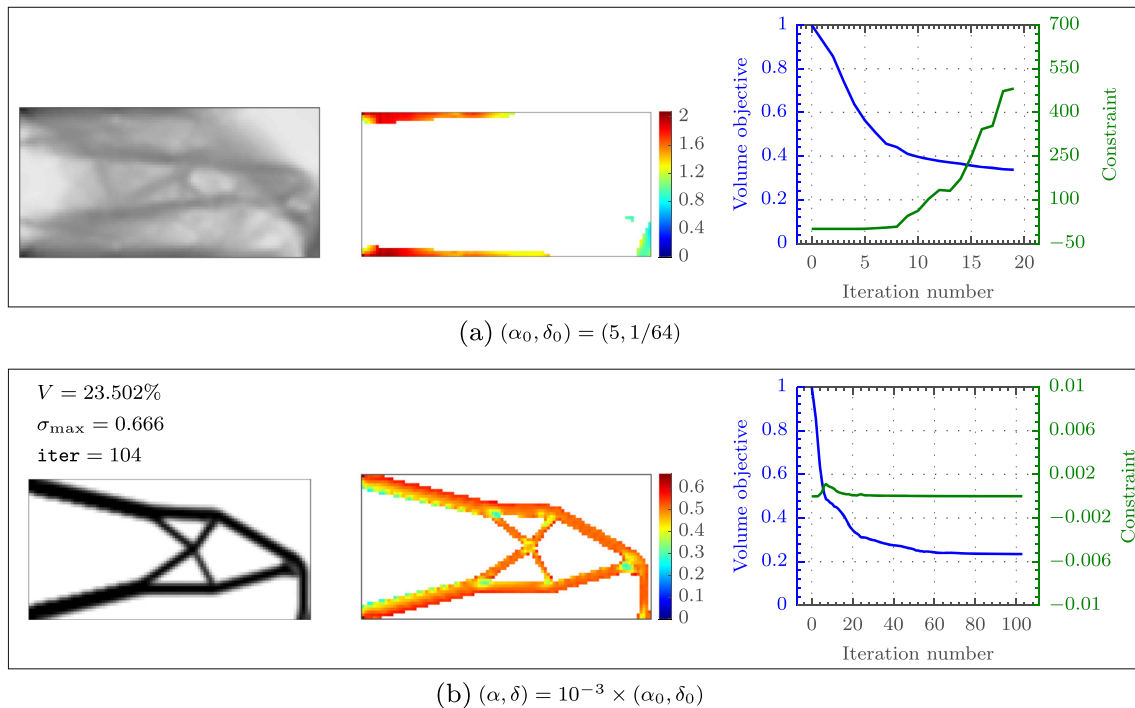 2
1.6
1.2
0.8
0.4
0
1
0.8
0.6
0.4
0.2
0
Volume objective
700
550
400
250
100
−50
Constraint
0 5 10 15 20
Iteration number
(a) (α₀, δ₀) = (5, 1/64)
V = 23.502%
σmax = 0.666
iter = 104
0.6
0.5
0.4
0.3
0.2
0.1
0
1
0.8
0.6
0.4
0.2
0
Volume objective
0.01
0.006
0.002
−0.002
−0.006
−0.01
Constraint
0 20 40 60 80 100
Iteration number
(b) (α, δ) = 10⁻³ × (α₀, δ₀)